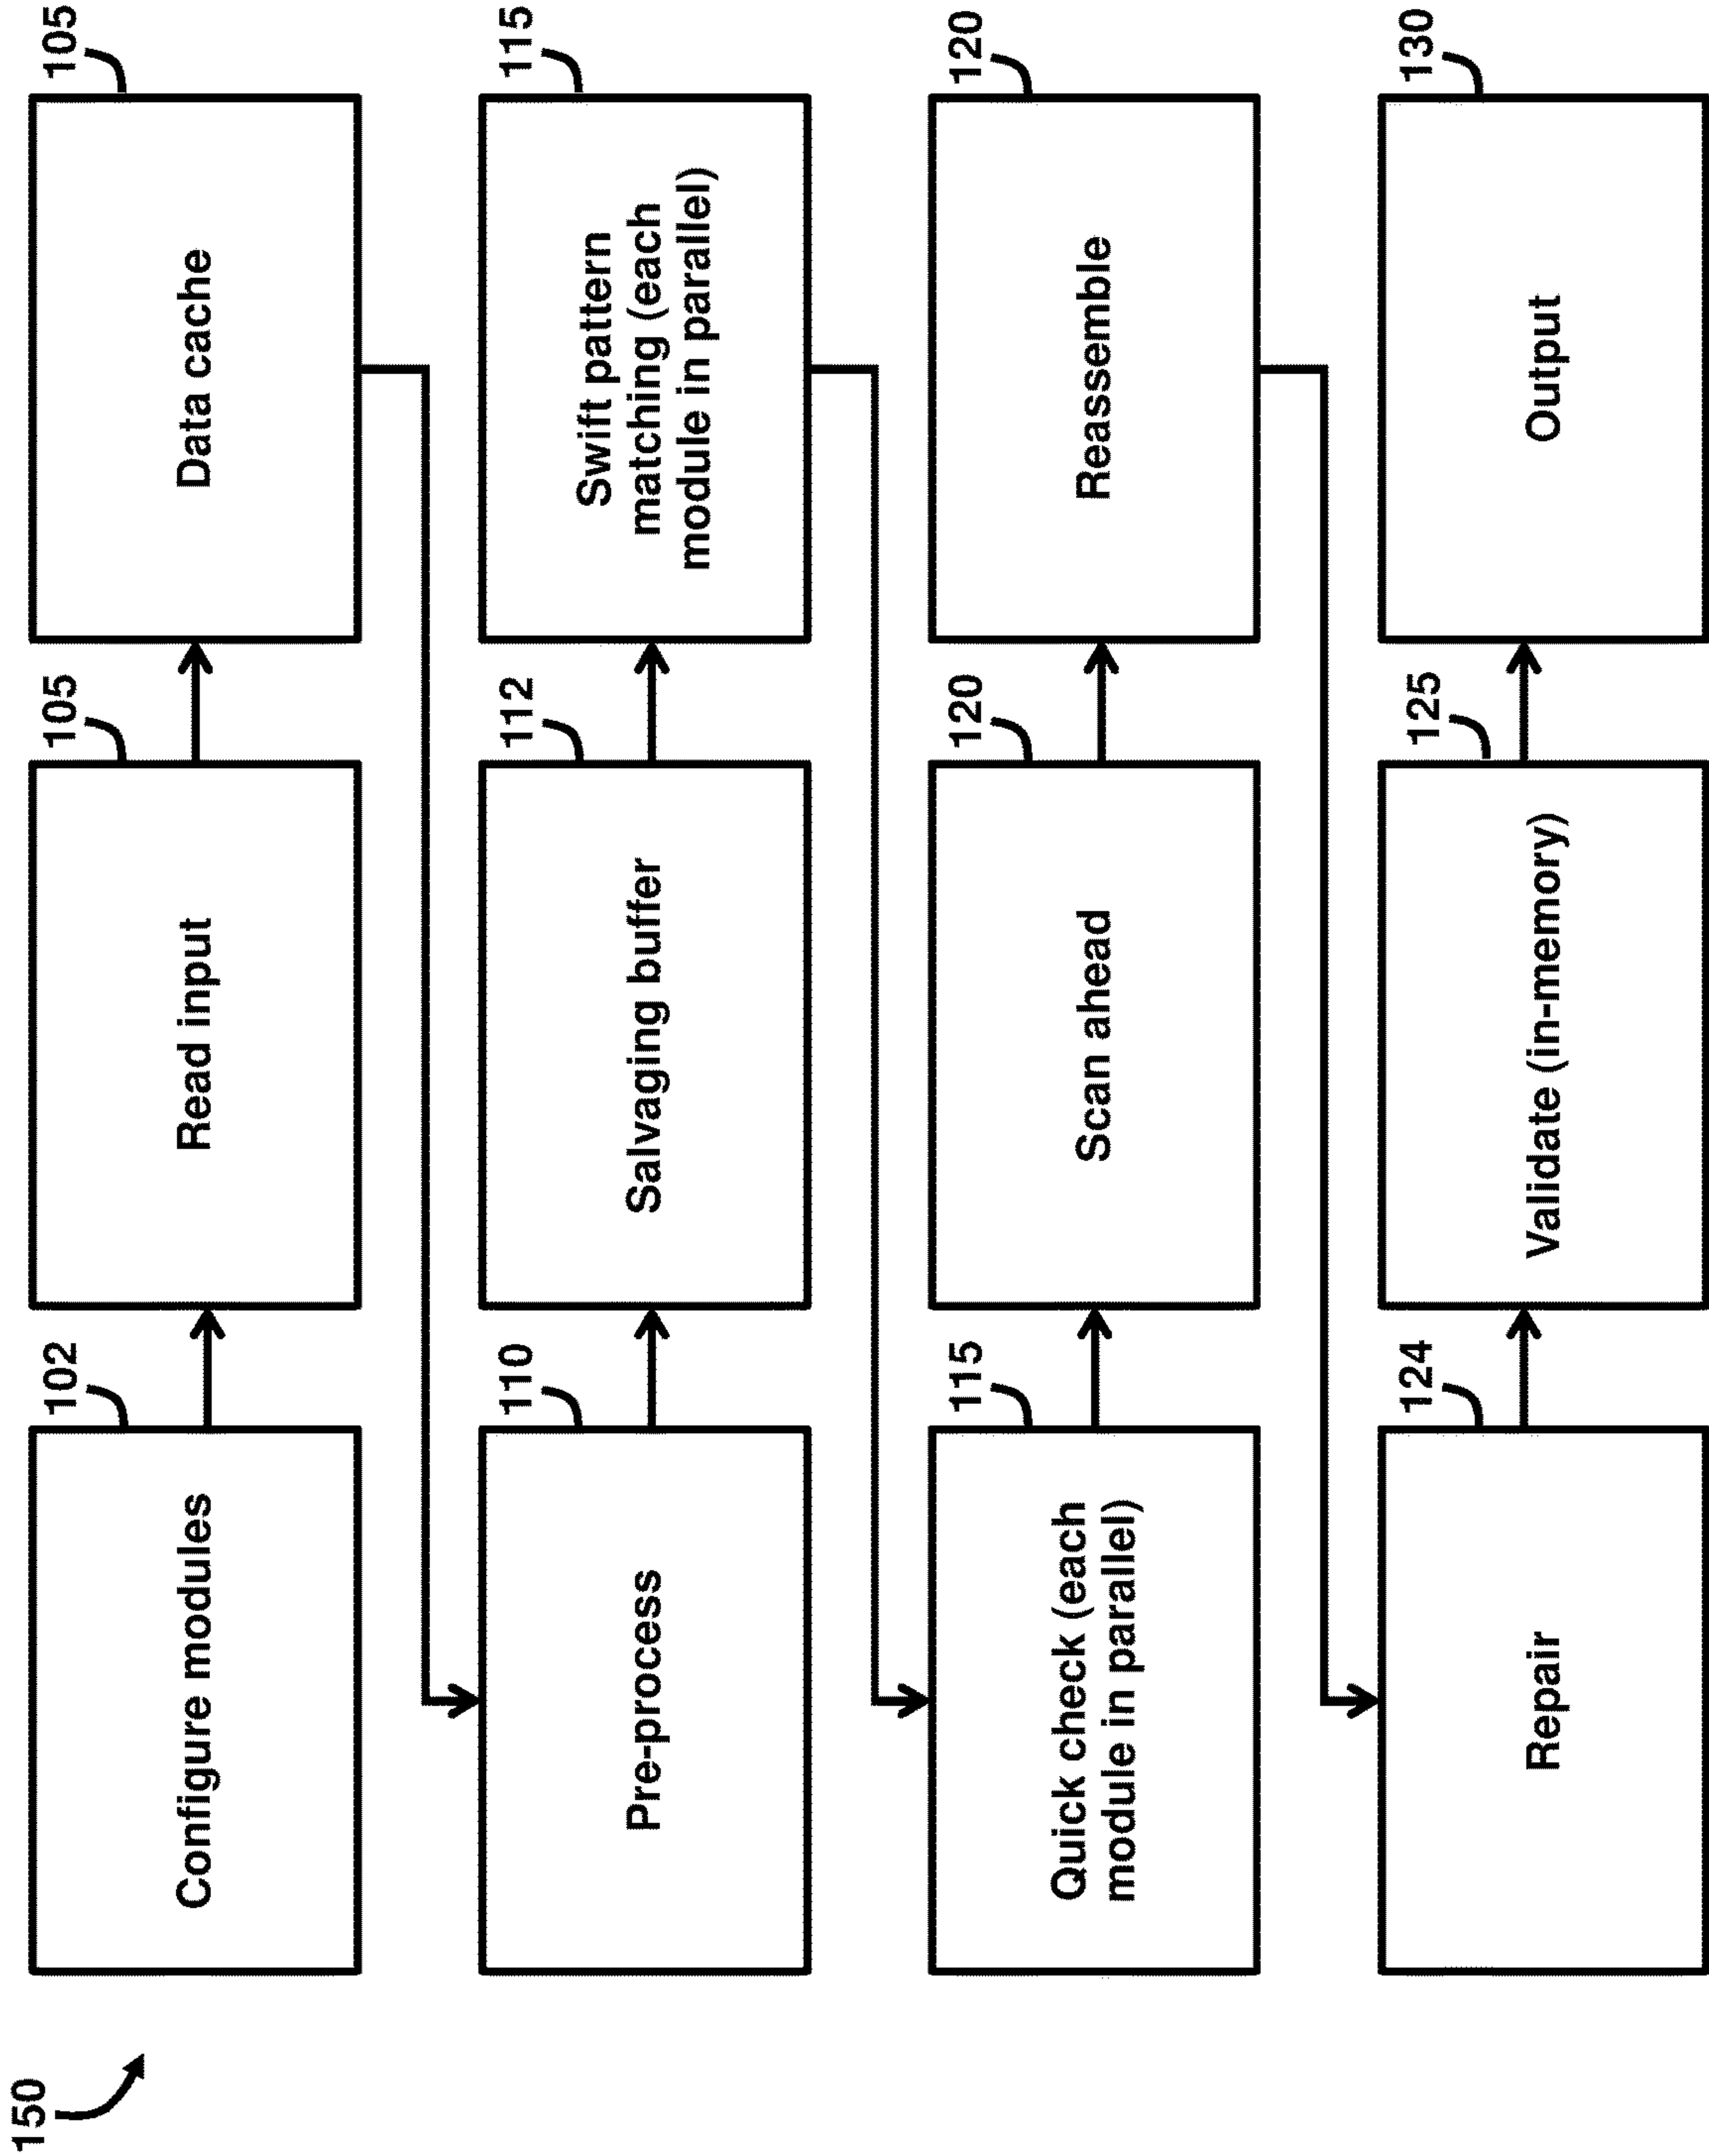 150
102
Configure modules
105
Read input
105
Data cache
110
Pre-process
112
Salvaging buffer
115
Swift pattern
matching (each
module in parallel)
115
Quick check (each
module in parallel)
120
Scan ahead
120
Reassemble
124
Repair
125
Validate (in-memory)
130
Output